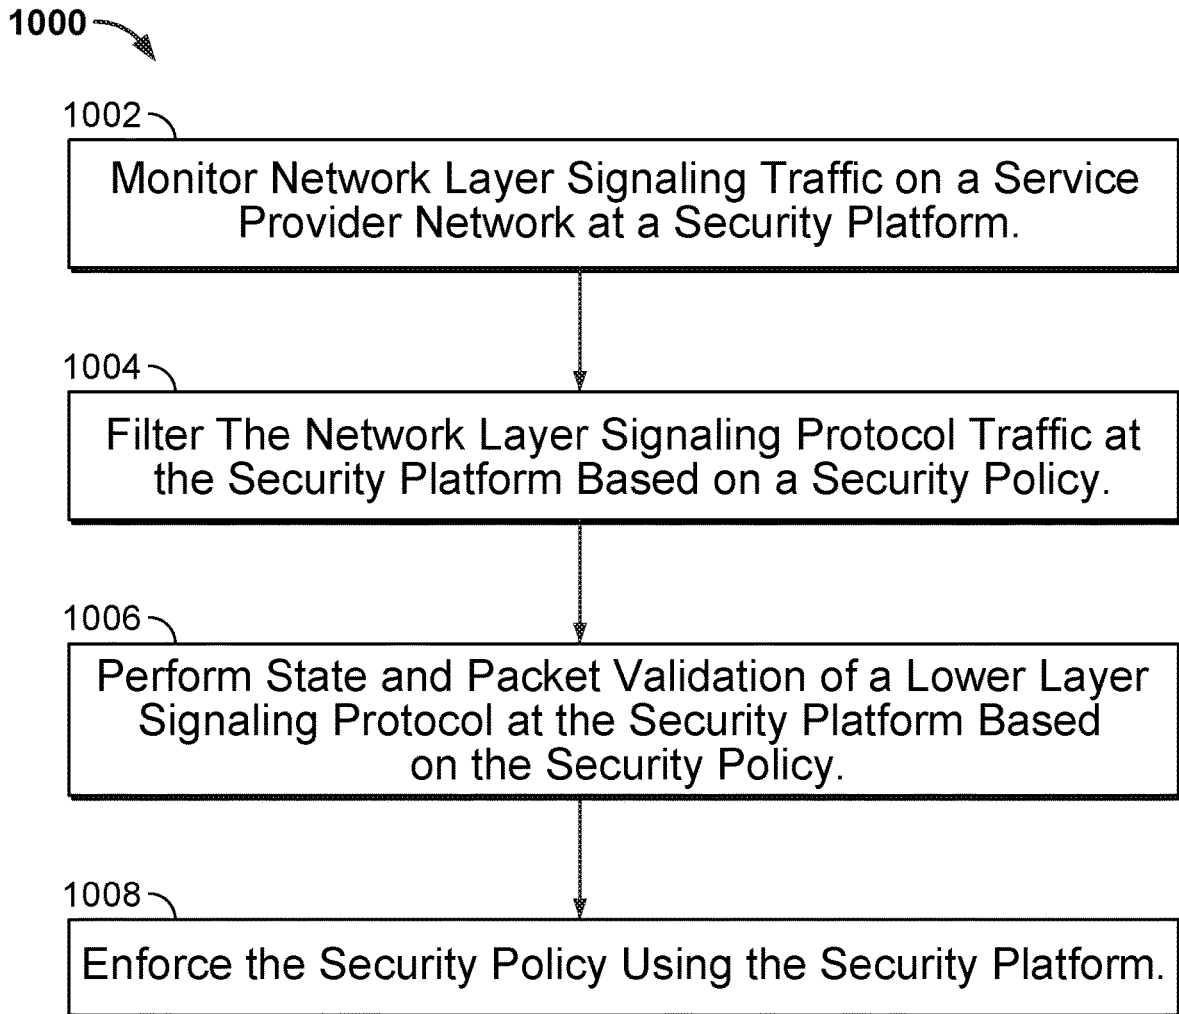 1000
1002
Monitor Network Layer Signaling Traffic on a Service
Provider Network at a Security Platform.
1004
Filter The Network Layer Signaling Protocol Traffic at
the Security Platform Based on a Security Policy.
1006
Perform State and Packet Validation of a Lower Layer
Signaling Protocol at the Security Platform Based
on the Security Policy.
1008
Enforce the Security Policy Using the Security Platform.